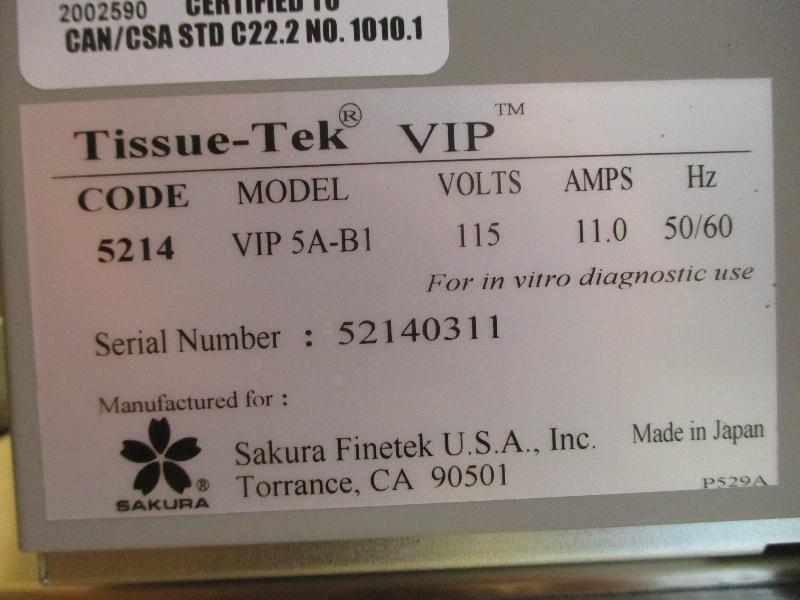 2002590 CERTIFIED TO
CAN/CSA STD C22.2 NO. 1010.1
Tissue-Tek® VIP™
CODE MODEL VOLTS AMPS Hz
5214 VIP 5A-B1 115 11.0 50/60
For in vitro diagnostic use
Serial Number : 52140311
Manufactured for :
Sakura Finetek U.S.A., Inc. Made in Japan
Torrance, CA 90501
SAKURA® P529A